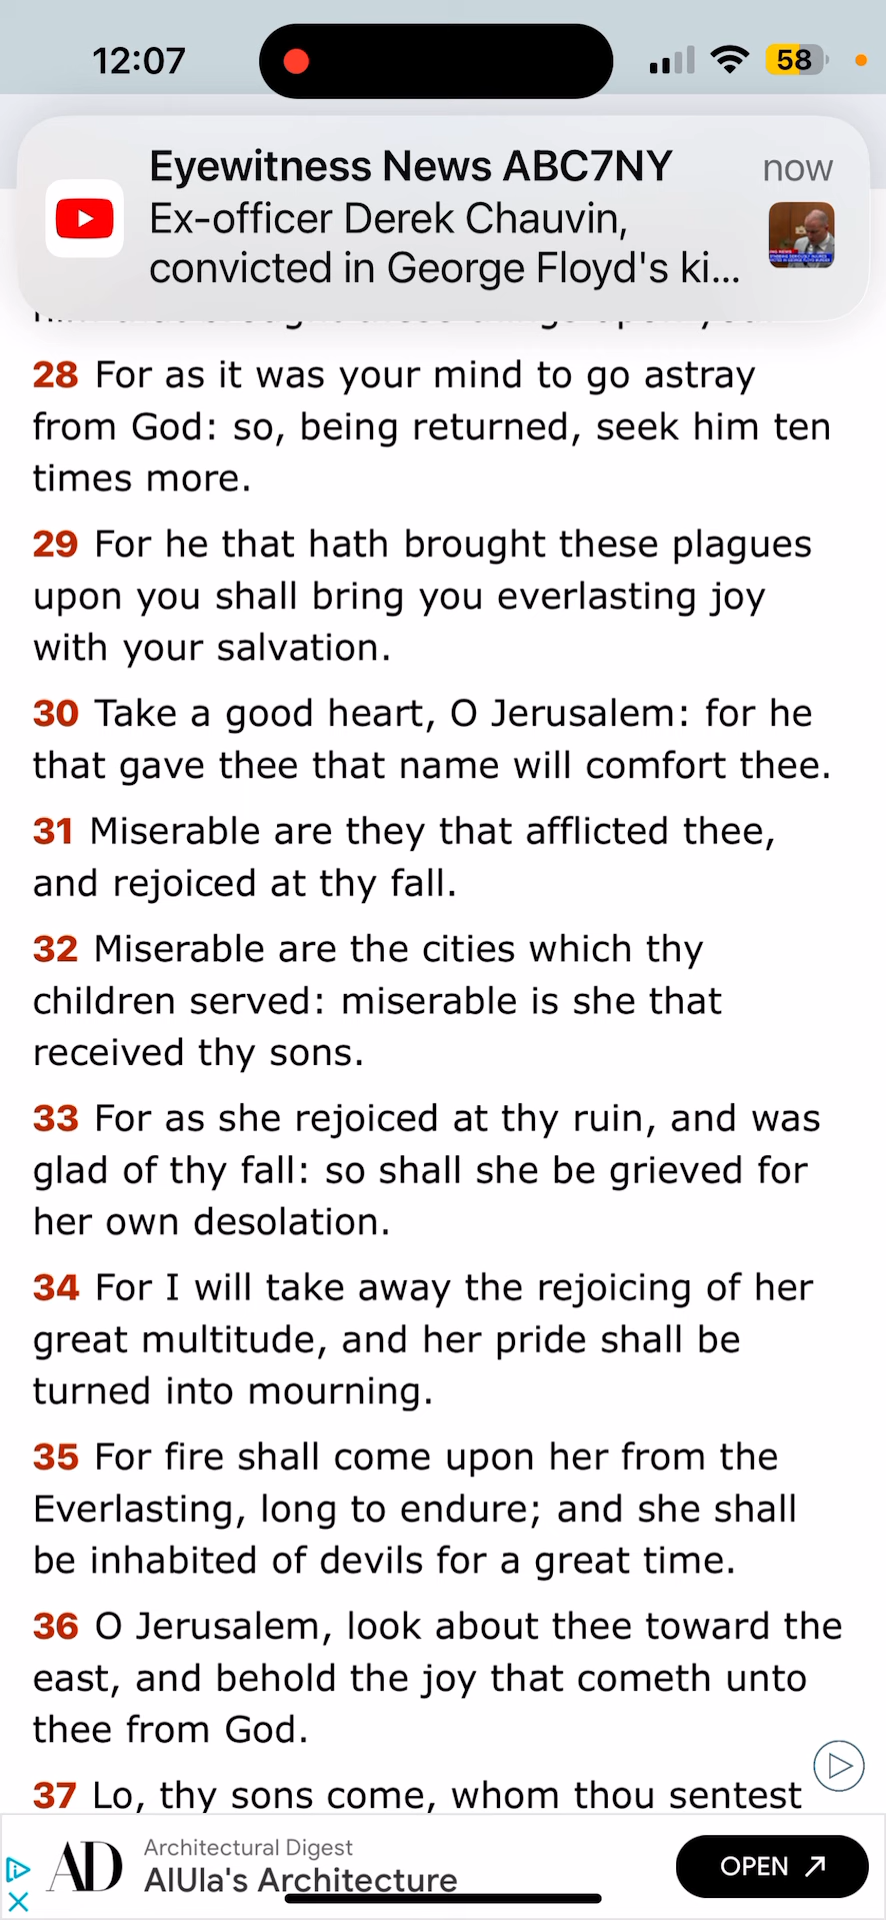 12:07
58
Eyewitness News ABC7NY
now
Ex-officer Derek Chauvin,
convicted in George Floyd's ki...
28 For as it was your mind to go astray
from God: so, being returned, seek him ten
times more.
29 For he that hath brought these plagues
upon you shall bring you everlasting joy
with your salvation.
30 Take a good heart, O Jerusalem: for he
that gave thee that name will comfort thee.
31 Miserable are they that afflicted thee,
and rejoiced at thy fall.
32 Miserable are the cities which thy
children served: miserable is she that
received thy sons.
33 For as she rejoiced at thy ruin, and was
glad of thy fall: so shall she be grieved for
her own desolation.
34 For I will take away the rejoicing of her
great multitude, and her pride shall be
turned into mourning.
35 For fire shall come upon her from the
Everlasting, long to endure; and she shall
be inhabited of devils for a great time.
36 O Jerusalem, look about thee toward the
east, and behold the joy that cometh unto
thee from God.
37 Lo, thy sons come, whom thou sentest
AD
Architectural Digest
AlUla's Architecture
OPEN